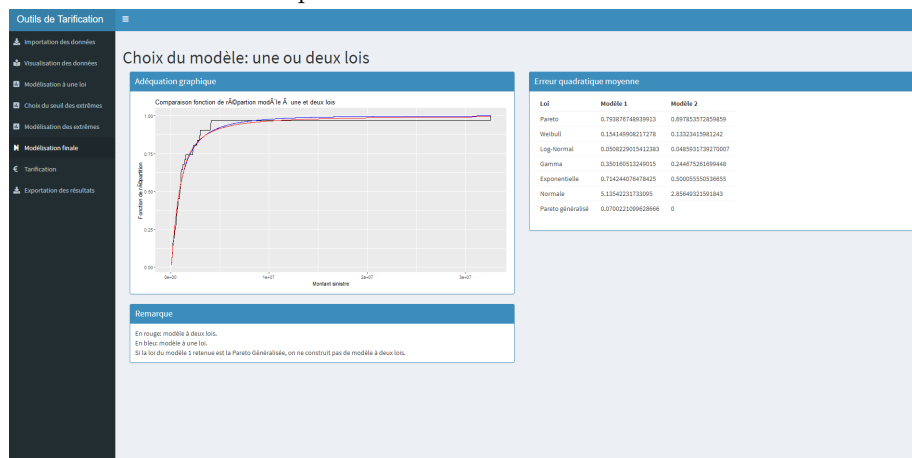 Outils de Tarification
Importation des données
Visualisation des données
Modélisation à une loi
Choix du seuil des extrêmes
Modélisation des extrêmes
Modélisation finale
Tarification
Exportation des résultats
Choix du modèle: une ou deux lois
Adéquation graphique
Comparaison fonction de rÃ©partion modÃ¨le Ã une et deux lois
Fonction de rÃ©partition
1.00
0.75
0.50
0.25
0.00
0e+00 1e+07 2e+07 3e+07
Montant sinistre
Remarque
En rouge: modèle à deux lois.
En bleu: modèle à une loi.
Si la loi du modèle 1 retenue est la Pareto Généralisée, on ne construit pas de modèle à deux lois.
Erreur quadratique moyenne
Loi Modèle 1 Modèle 2
Pareto 0.793876748939913 0.697853572859859
Weibull 0.154149908217278 0.13323415981242
Log-Normal 0.0508229015412383 0.0485931739270007
Gamma 0.350160513249015 0.244675261699448
Exponentielle 0.714244076478425 0.500055550536655
Normale 5.13542231733095 2.85649321591843
Pareto généralisé 0.0700221099628666 0